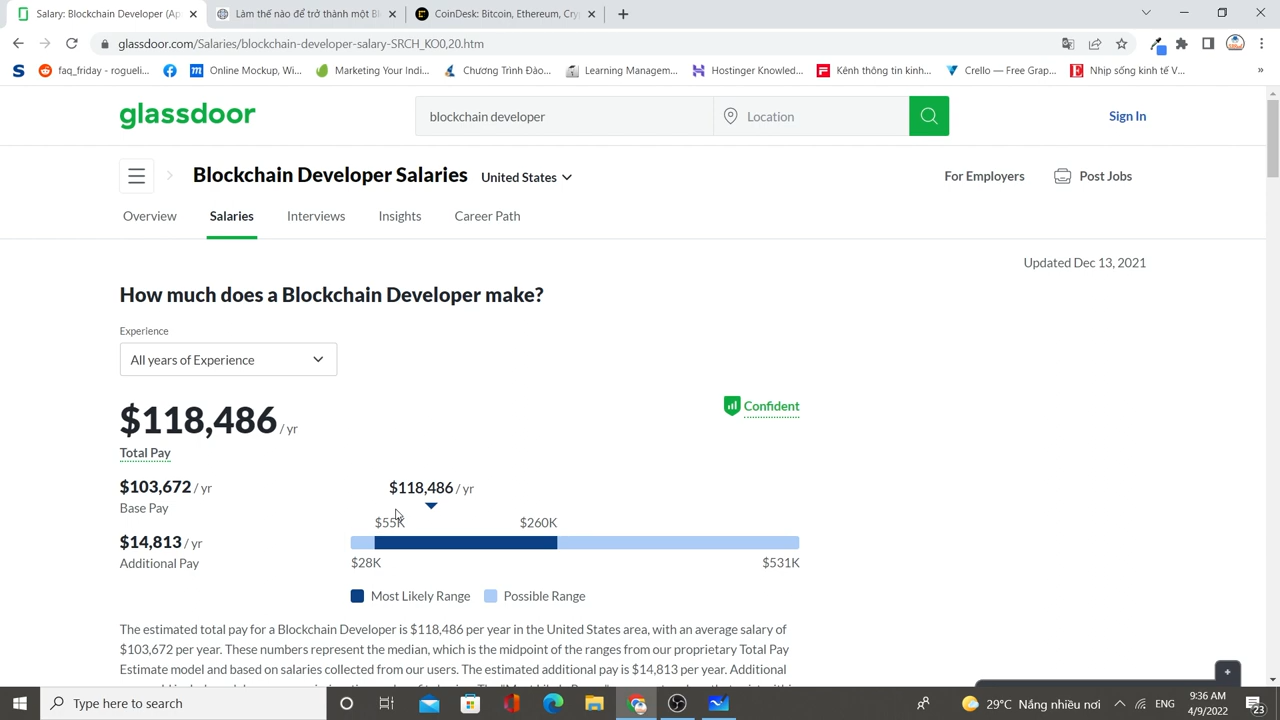 Salary: Blockchain Developer (Ap
Làm thế nào để trở thành một Bl
CoinDesk: Bitcoin, Ethereum, Cry
glassdoor.com/Salaries/blockchain-developer-salary-SRCH_KO0,20.htm
faq_friday - rogueli...
Online Mockup, Wi...
Marketing Your Indi...
Chương Trình Đào...
Learning Managem...
Hostinger Knowled...
Kênh thông tin kinh...
Crello — Free Grap...
Nhịp sống kinh tế V...
»
glassdoor
blockchain developer
Location
Sign In
Blockchain Developer Salaries
United States
For Employers
Post Jobs
Overview
Salaries
Interviews
Insights
Career Path
Updated Dec 13, 2021
How much does a Blockchain Developer make?
Experience
All years of Experience
$118,486 / yr
Confident
Total Pay
$103,672 / yr
Base Pay
$118,486 / yr
$55K
$260K
$14,813 / yr
Additional Pay
$28K
$531K
Most Likely Range
Possible Range
The estimated total pay for a Blockchain Developer is $118,486 per year in the United States area, with an average salary of
$103,672 per year. These numbers represent the median, which is the midpoint of the ranges from our proprietary Total Pay
Estimate model and based on salaries collected from our users. The estimated additional pay is $14,813 per year. Additional
Type here to search
29°C Nắng nhiều nơi
ENG
9:36 AM
4/9/2022
23